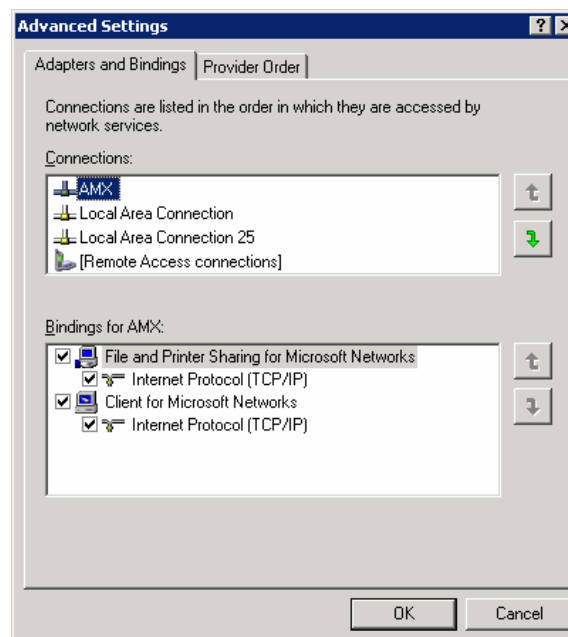 Advanced Settings
Adapters and Bindings
Provider Order
Connections are listed in the order in which they are accessed by
network services.
Connections:
AMX
Local Area Connection
Local Area Connection 25
[Remote Access connections]
Bindings for AMX:
File and Printer Sharing for Microsoft Networks
Internet Protocol (TCP/IP)
Client for Microsoft Networks
Internet Protocol (TCP/IP)
OK
Cancel